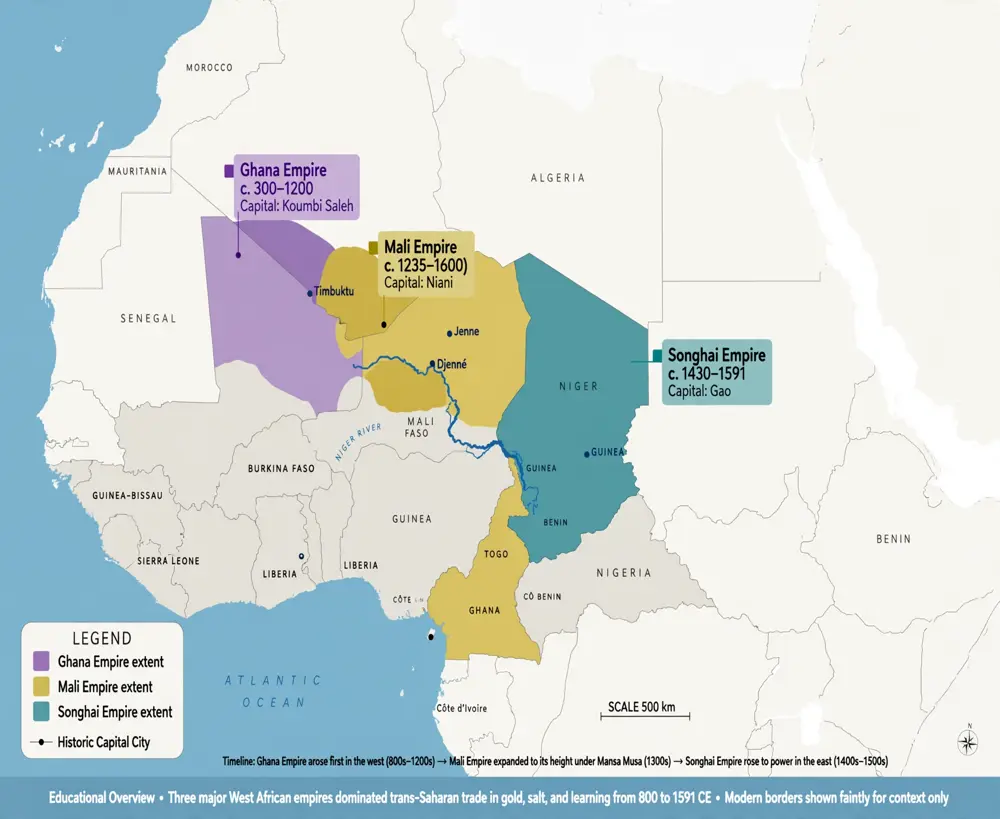 MOROCCO
MAURITANIA
ALGERIA
Ghana Empire
c. 300–1200
Capital: Koumbi Saleh
Mali Empire
c. 1235–1600)
Capital: Niani
Timbuktu
SENEGAL
Jenne
Djenné
Songhai Empire
c. 1430–1591
Capital: Gao
NIGER
MALI
FASO
NIGER RIVER
GUINEA
GUINEA
BURKINA FASO
GUINEA-BISSAU
GUINEA
BENIN
BENIN
SIERRA LEONE
LIBERIA
LIBERIA
TOGO
NIGERIA
CÔTE
CÔ BENIN
GHANA
LEGEND
Ghana Empire extent
Mali Empire extent
Songhai Empire extent
Historic Capital City
ATLANTIC
OCEAN
Côte d'Ivoire
SCALE 500 km
N
Timeline: Ghana Empire arose first in the west (800s–1200s) → Mali Empire expanded to its height under Mansa Musa (1300s) → Songhai Empire rose to power in the east (1400s–1500s)
Educational Overview • Three major West African empires dominated trans-Saharan trade in gold, salt, and learning from 800 to 1591 CE • Modern borders shown faintly for context only